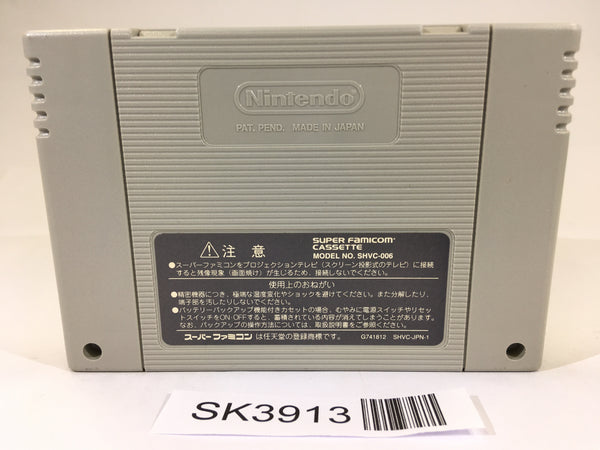 Nintendo
PAT. PEND. MADE IN JAPAN
注意
SUPER FAMICOM
CASSETTE
MODEL NO. SHVC-006
●スーパーファミコンをプロジェクションテレビ（スクリーン投影式のテレビ）に接続
すると残像現象（画面焼け）が生じるため、接続しないでください。
使用上のおねがい
●精密機器につき、極端な温度変化やショックを避けてください。また分解したり、
端子部を汚したりしないでください。
●バッテリーバックアップ機能付きカセットの場合、むやみに電源スイッチやリセッ
トスイッチをON・OFFすると、蓄積されている内容が消えてしまうことがあります。
なお、バックアップの操作方法については、取扱説明書をご参照ください。
スーパーファミコンは任天堂の登録商標です。 G741812 SHVC-JPN-1
SK3913